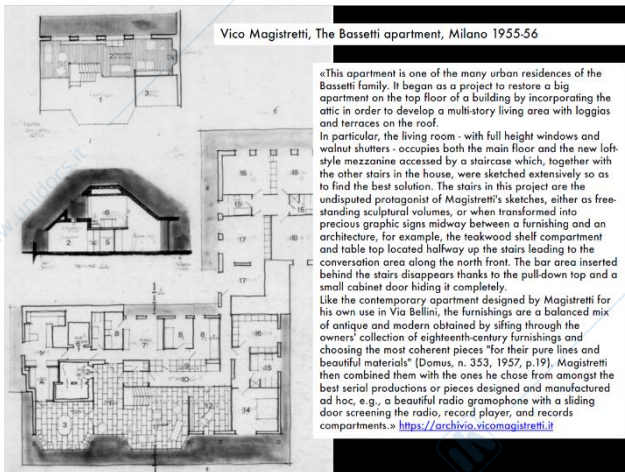 Vico Magistretti, The Bassetti apartment, Milano 1955-56
«This apartment is one of the many urban residences of the
Bassetti family. It began as a project to restore a big
apartment on the top floor of a building by incorporating the
attic in order to develop a multi-story living area with loggias
and terraces on the roof.
In particular, the living room - with full height windows and
walnut shutters - occupies both the main floor and the new loft-
style mezzanine accessed by a staircase which, together with
the other stairs in the house, were sketched extensively so as
to find the best solution. The stairs in this project are the
undisputed protagonist of Magistretti's sketches, either as free-
standing sculptural volumes, or when transformed into
precious graphic signs midway between a furnishing and an
architecture, for example, the teakwood shelf compartment
and table top located halfway up the stairs leading to the
conversation area along the north front. The bar area inserted
behind the stairs disappears thanks to the pull-down top and a
small cabinet door hiding it completely.
Like the contemporary apartment designed by Magistretti for
his own use in Via Bellini, the furnishings are a balanced mix
of antique and modern obtained by sifting through the
owners' collection of eighteenth-century furnishings and
choosing the most coherent pieces "for their pure lines and
beautiful materials" (Domus, n. 353, 1957, p.19). Magistretti
then combined them with the ones he chose from amongst the
best serial productions or pieces designed and manufactured
ad hoc, e.g., a beautiful radio gramophone with a sliding
door screening the radio, record player, and records
compartments.» https://archivio.vicomagistretti.it